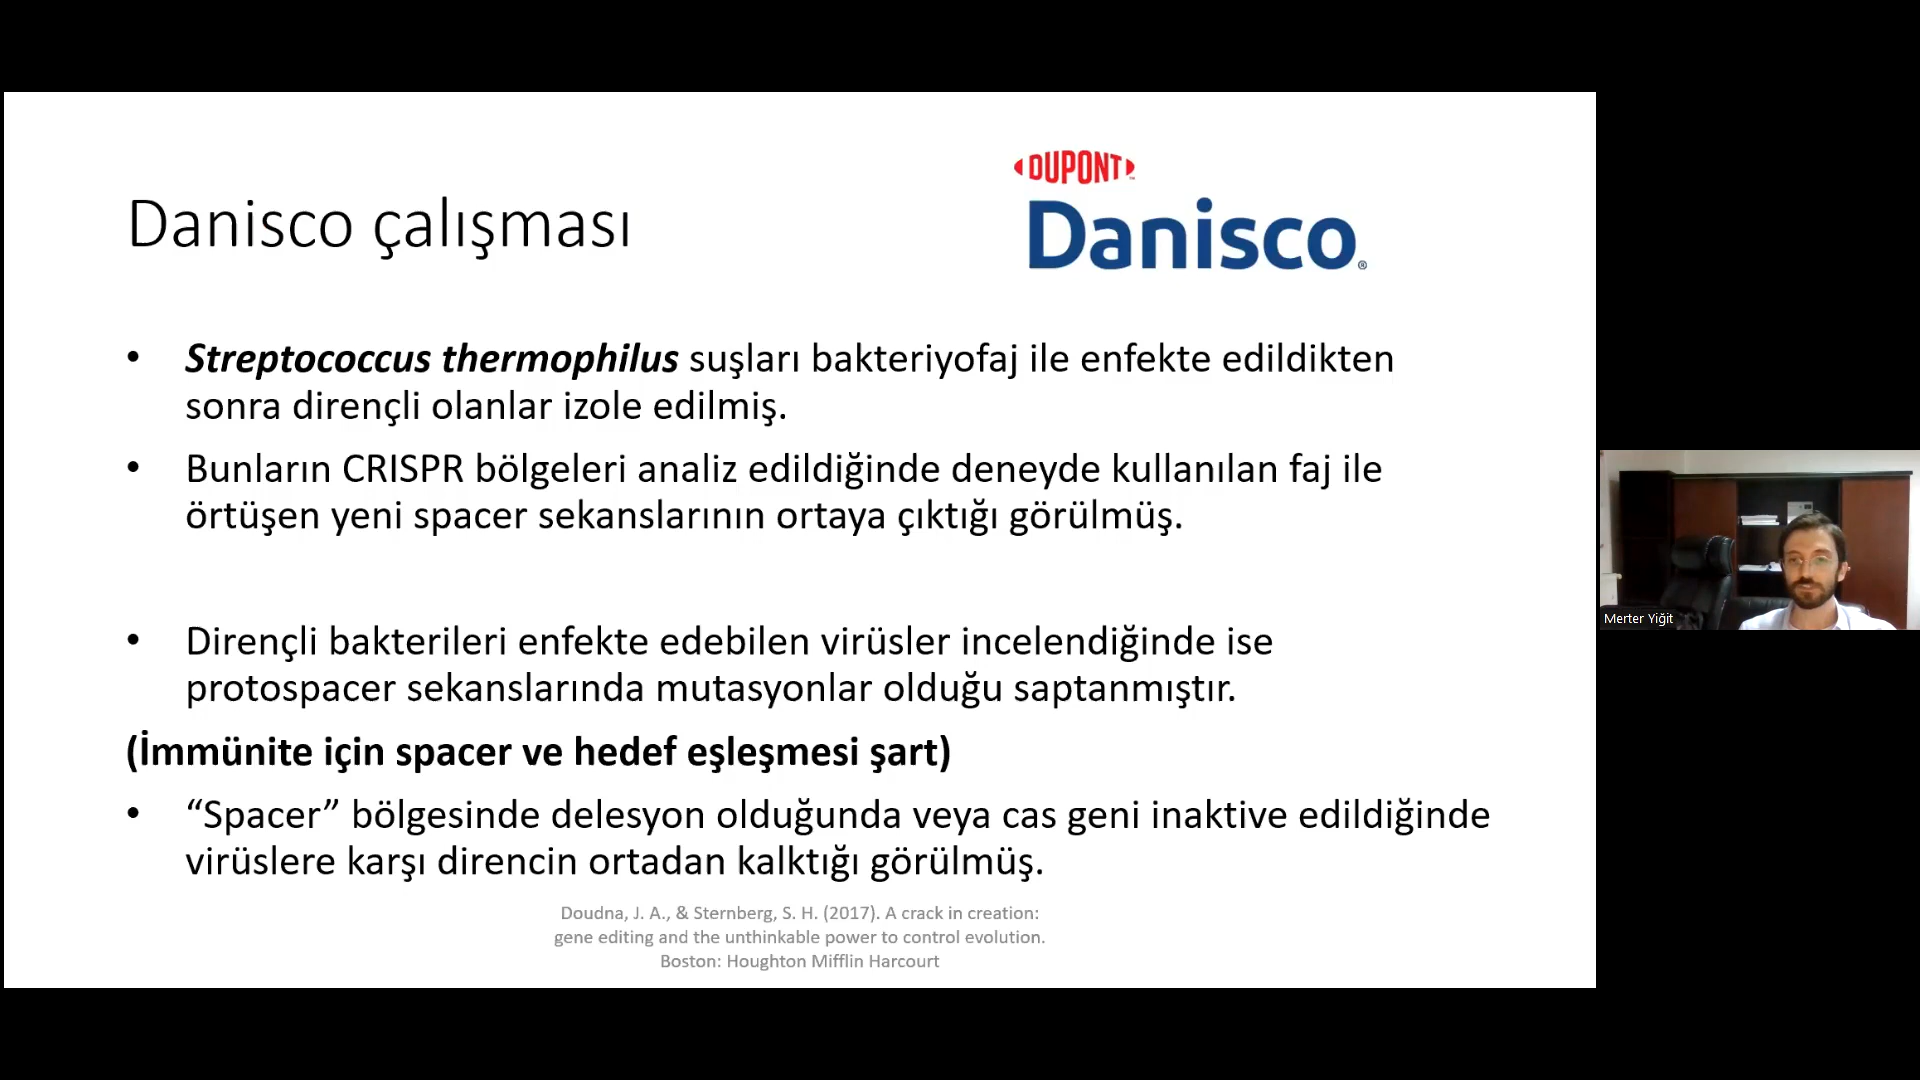 DUPONT
Danisco çalışması
Danisco®
• Streptococcus thermophilus suşları bakteriyofaj ile enfekte edildikten
sonra dirençli olanlar izole edilmiş.
• Bunların CRISPR bölgeleri analiz edildiğinde deneyde kullanılan faj ile
örtüşen yeni spacer sekanslarının ortaya çıktığı görülmüş.
• Dirençli bakterileri enfekte edebilen virüsler incelendiğinde ise
protospacer sekanslarında mutasyonlar olduğu saptanmıştır.
(İmmünite için spacer ve hedef eşleşmesi şart)
• “Spacer” bölgesinde delesyon olduğunda veya cas geni inaktive edildiğinde
virüslere karşı direncin ortadan kalktığı görülmüş.
Doudna, J. A., & Sternberg, S. H. (2017). A crack in creation:
gene editing and the unthinkable power to control evolution.
Boston: Houghton Mifflin Harcourt
Merter Yiğit